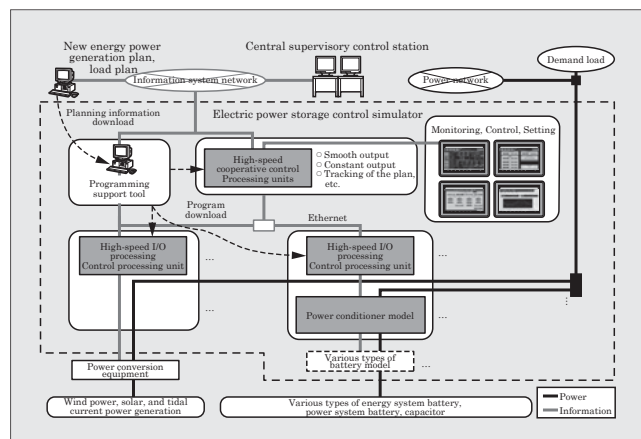 New energy power
generation plan,
load plan
Central supervisory control station
Demand load
Information system network
Power network
Planning information
download
Electric power storage control simulator
Monitoring, Control, Setting
Programming
support tool
High-speed
cooperative control
Processing units
○ Smooth output
○ Constant output
○ Tracking of the plan,
etc.
Program
download
Ethernet
High-speed I/O
processing
Control processing unit
...
High-speed I/O
processing
Control processing unit
...
...
Power conditioner model
...
...
Power conversion
equipment
Various types of
battery model
...
Wind power, solar, and tidal
current power generation
Various types of energy system battery,
power system battery, capacitor
Power
Information